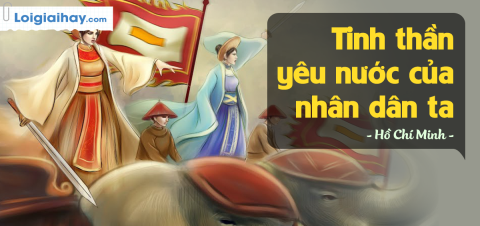 Loigiaihay.com
Tinh thần
yêu nước của
nhân dân ta
- Hồ Chí Minh -